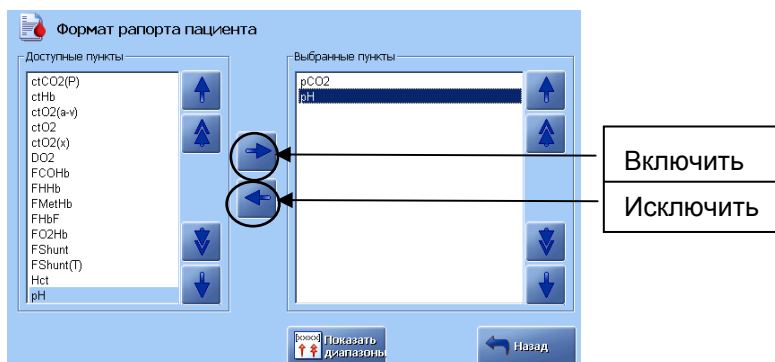 Формат рапорта пациента
Доступные пункты
ctCO2(P)
ctHb
ctO2(a-v)
ctO2
ctO2(x)
DO2
FCOHb
FHHb
FMetHb
FHbF
FO2Hb
FShunt
FShunt(T)
Hct
pH
Выбранные пункты
pCO2
pH
Включить
Исключить
[xxxx] Показать
диапазоны
Назад